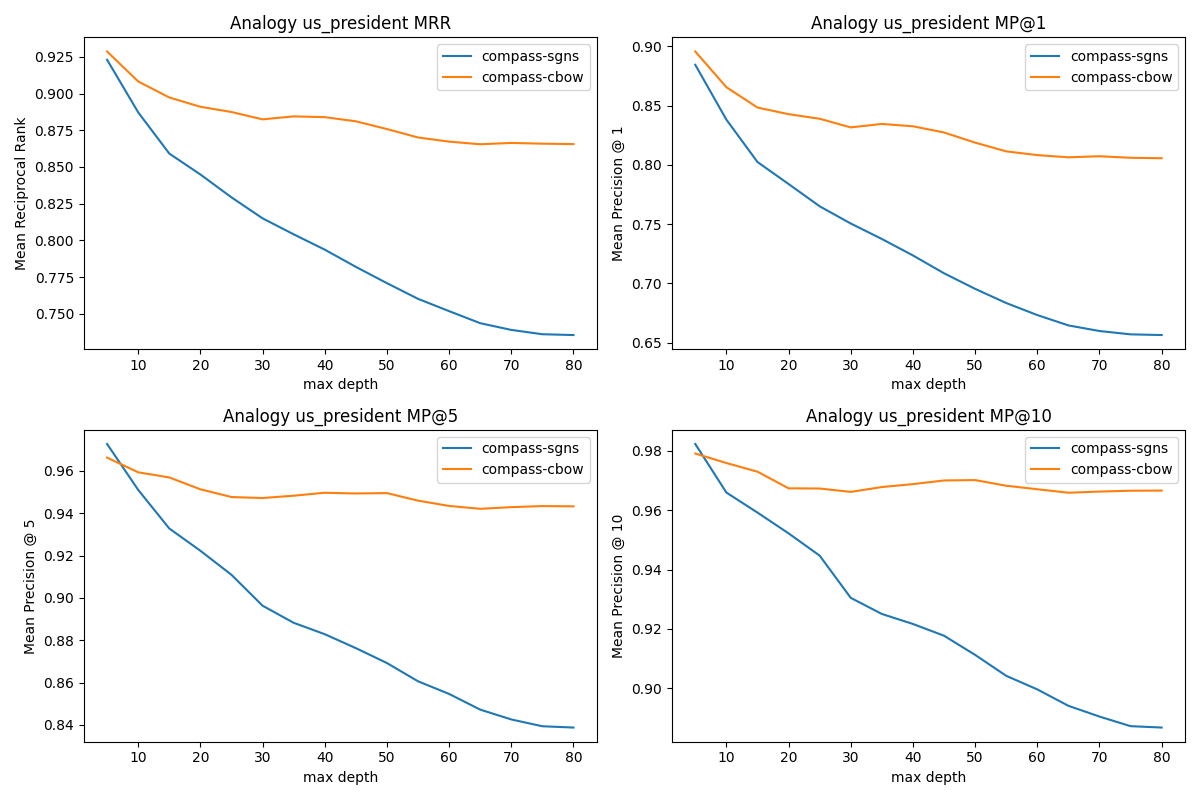 Analogy us_president MRR
Mean Reciprocal Rank
0.925
0.900
0.875
0.850
0.825
0.800
0.775
0.750
compass-sgns
compass-cbow
10 20 30 40 50 60 70 80
max depth
Analogy us_president MP@1
Mean Precision @ 1
0.90
0.85
0.80
0.75
0.70
0.65
compass-sgns
compass-cbow
10 20 30 40 50 60 70 80
max depth
Analogy us_president MP@5
Mean Precision @ 5
0.96
0.94
0.92
0.90
0.88
0.86
0.84
compass-sgns
compass-cbow
10 20 30 40 50 60 70 80
max depth
Analogy us_president MP@10
Mean Precision @ 10
0.98
0.96
0.94
0.92
0.90
compass-sgns
compass-cbow
10 20 30 40 50 60 70 80
max depth